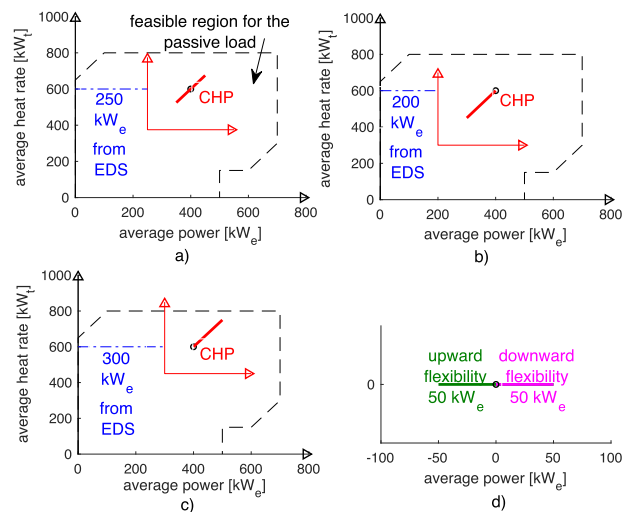 feasible region for the
passive load
average heat rate [kWt]
1000
800
600
400
200
0
250
kWe
from
EDS
CHP
0 200 400 600 800
average power [kWe]
a)
average heat rate [kWt]
1000
800
600
400
200
0
200
kWe
from
EDS
CHP
0 200 400 600 800
average power [kWe]
b)
average heat rate [kWt]
1000
800
600
400
200
0
300
kWe
from
EDS
CHP
0 200 400 600 800
average power [kWe]
c)
0
upward
flexibility
50 kWe
downward
flexibility
50 kWe
-100 -50 0 50 100
average power [kWe]
d)